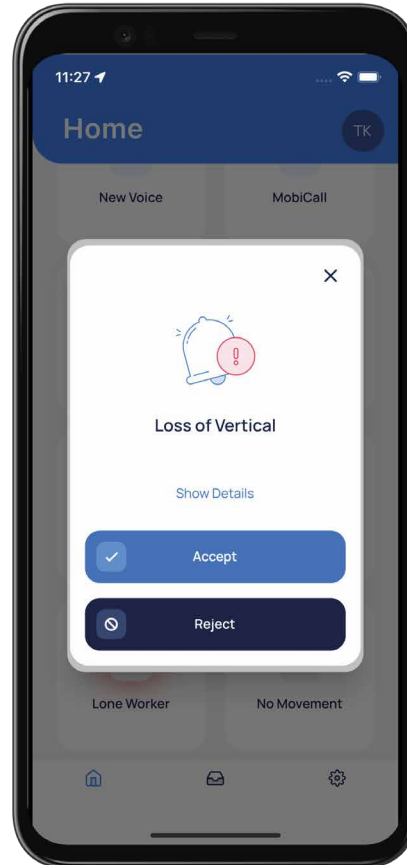 11:27
Home
TK
New Voice
MobiCall
Loss of Vertical
Show Details
Accept
Reject
Lone Worker
No Movement